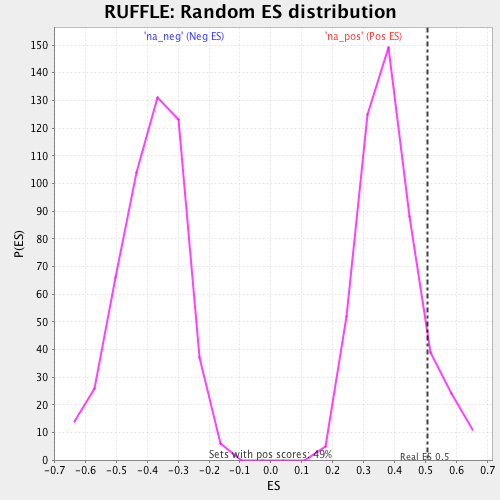 RUFFLE: Random ES distribution
'na_neg' (Neg ES)
'na_pos' (Pos ES)
150
140
130
120
110
100
90
80
70
60
50
40
30
20
10
0
P(ES)
Sets with pos scores: 49%
Real ES 0.5
-0.7 -0.6 -0.5 -0.4 -0.3 -0.2 -0.1 0.0 0.1 0.2 0.3 0.4 0.5 0.6 0.7
ES